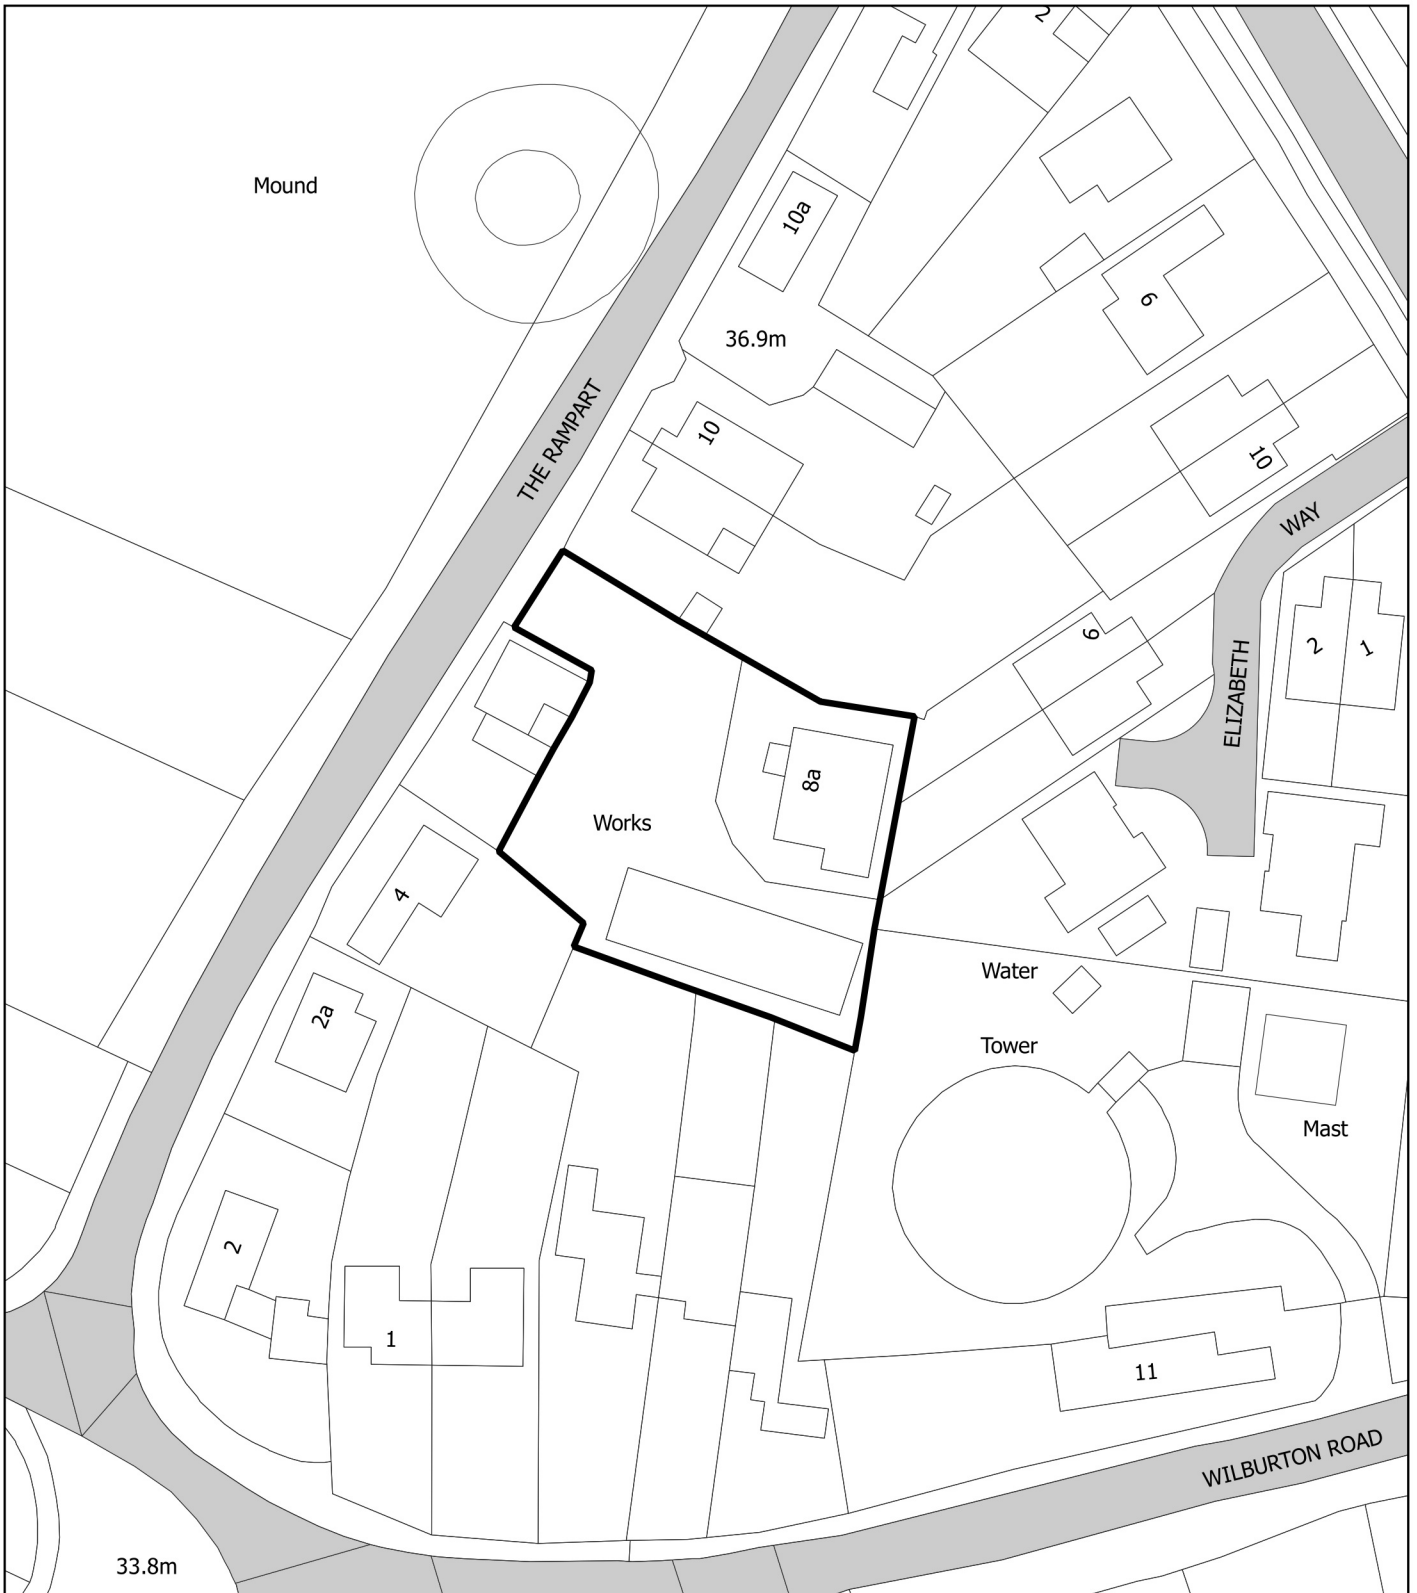 2
Mound
10a
6
36.9m
THE RAMPART
10
10
WAY
6
2
1
ELIZABETH
8a
Works
4
Water
2a
Tower
Mast
2
1
11
WILBURTON ROAD
33.8m